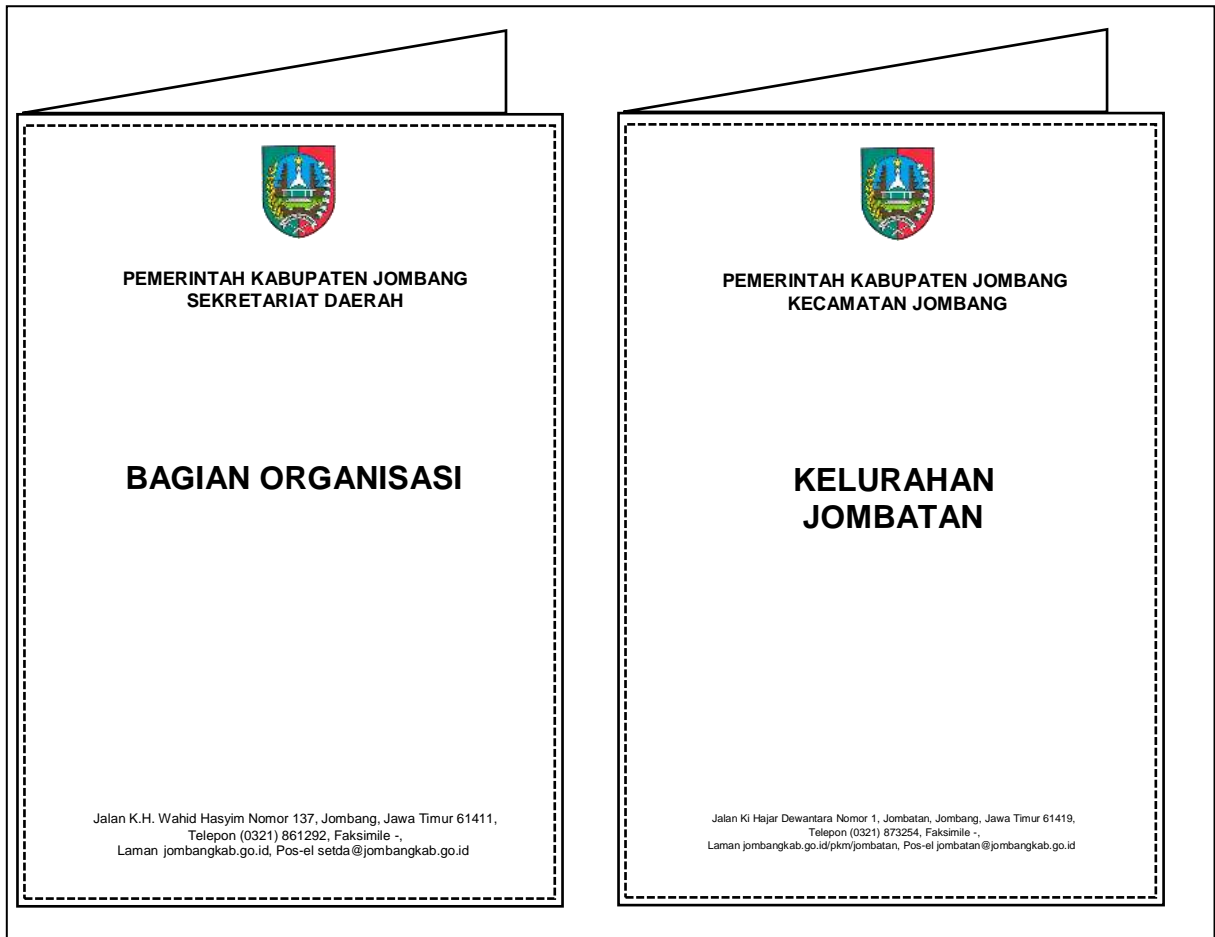 PEMERINTAH KABUPATEN JOMBANG
SEKRETARIAT DAERAH
BAGIAN ORGANISASI
Jalan K.H. Wahid Hasyim Nomor 137, Jombang, Jawa Timur 61411,
Telepon (0321) 861292, Faksimile -,
Laman jombangkab.go.id, Pos-el setda@jombangkab.go.id
PEMERINTAH KABUPATEN JOMBANG
KECAMATAN JOMBANG
KELURAHAN
JOMBATAN
Jalan Ki Hajar Dewantara Nomor 1, Jombatan, Jombang, Jawa Timur 61419,
Telepon (0321) 873254, Faksimile -,
Laman jombangkab.go.id/pkm/jombatan, Pos-el jombatan@jombangkab.go.id